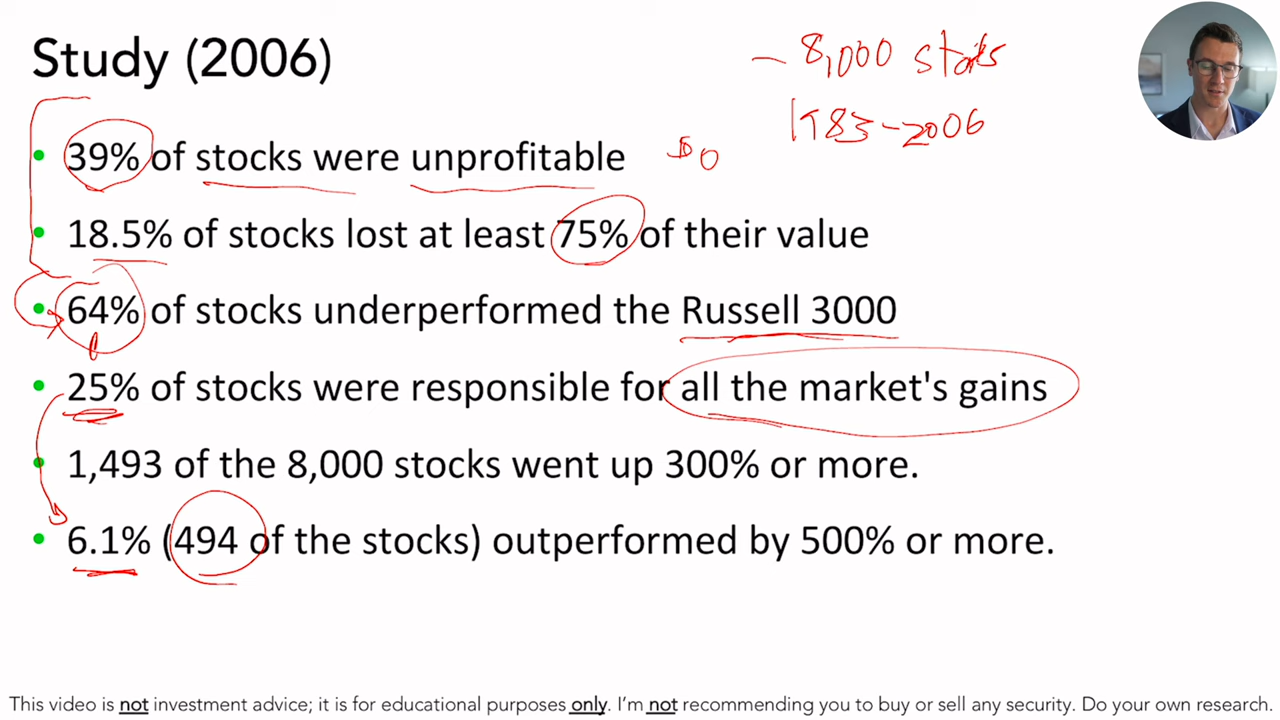 Study (2006)
– 8,000 stocks
1983-2006
39% of stocks were unprofitable
$0
18.5% of stocks lost at least 75% of their value
64% of stocks underperformed the Russell 3000
25% of stocks were responsible for all the market's gains
1,493 of the 8,000 stocks went up 300% or more.
6.1% (494 of the stocks) outperformed by 500% or more.
This video is not investment advice; it is for educational purposes only. I'm not recommending you to buy or sell any security. Do your own research.